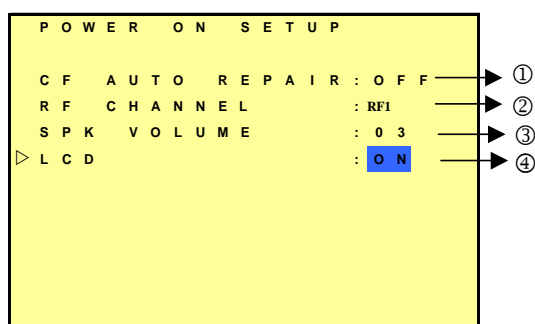 POWER ON SETUP
CF AUTO REPAIR : OFF ①
RF CHANNEL : RF1 ②
SPK VOLUME : 03 ③
▷ LCD : ON ④